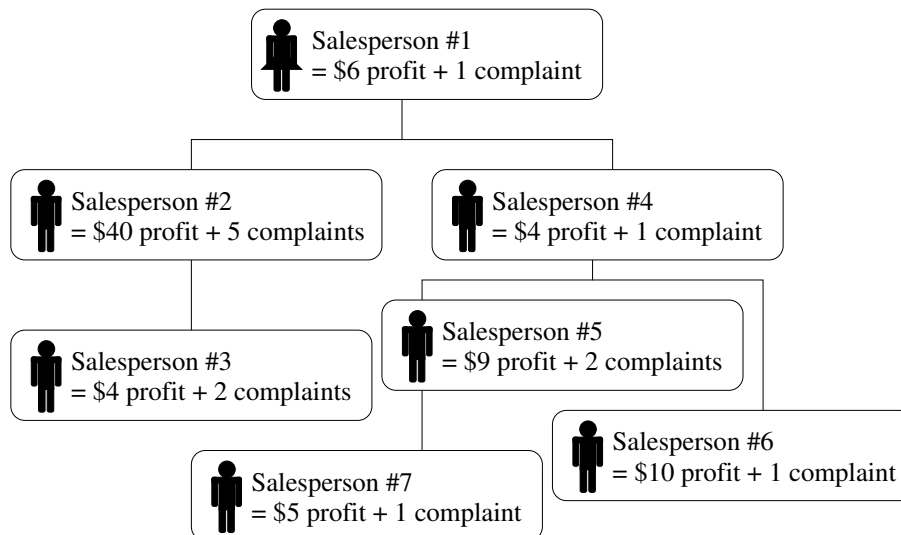 Salesperson #1
= $6 profit + 1 complaint
Salesperson #2
= $40 profit + 5 complaints
Salesperson #4
= $4 profit + 1 complaint
Salesperson #3
= $4 profit + 2 complaints
Salesperson #5
= $9 profit + 2 complaints
Salesperson #6
= $10 profit + 1 complaint
Salesperson #7
= $5 profit + 1 complaint